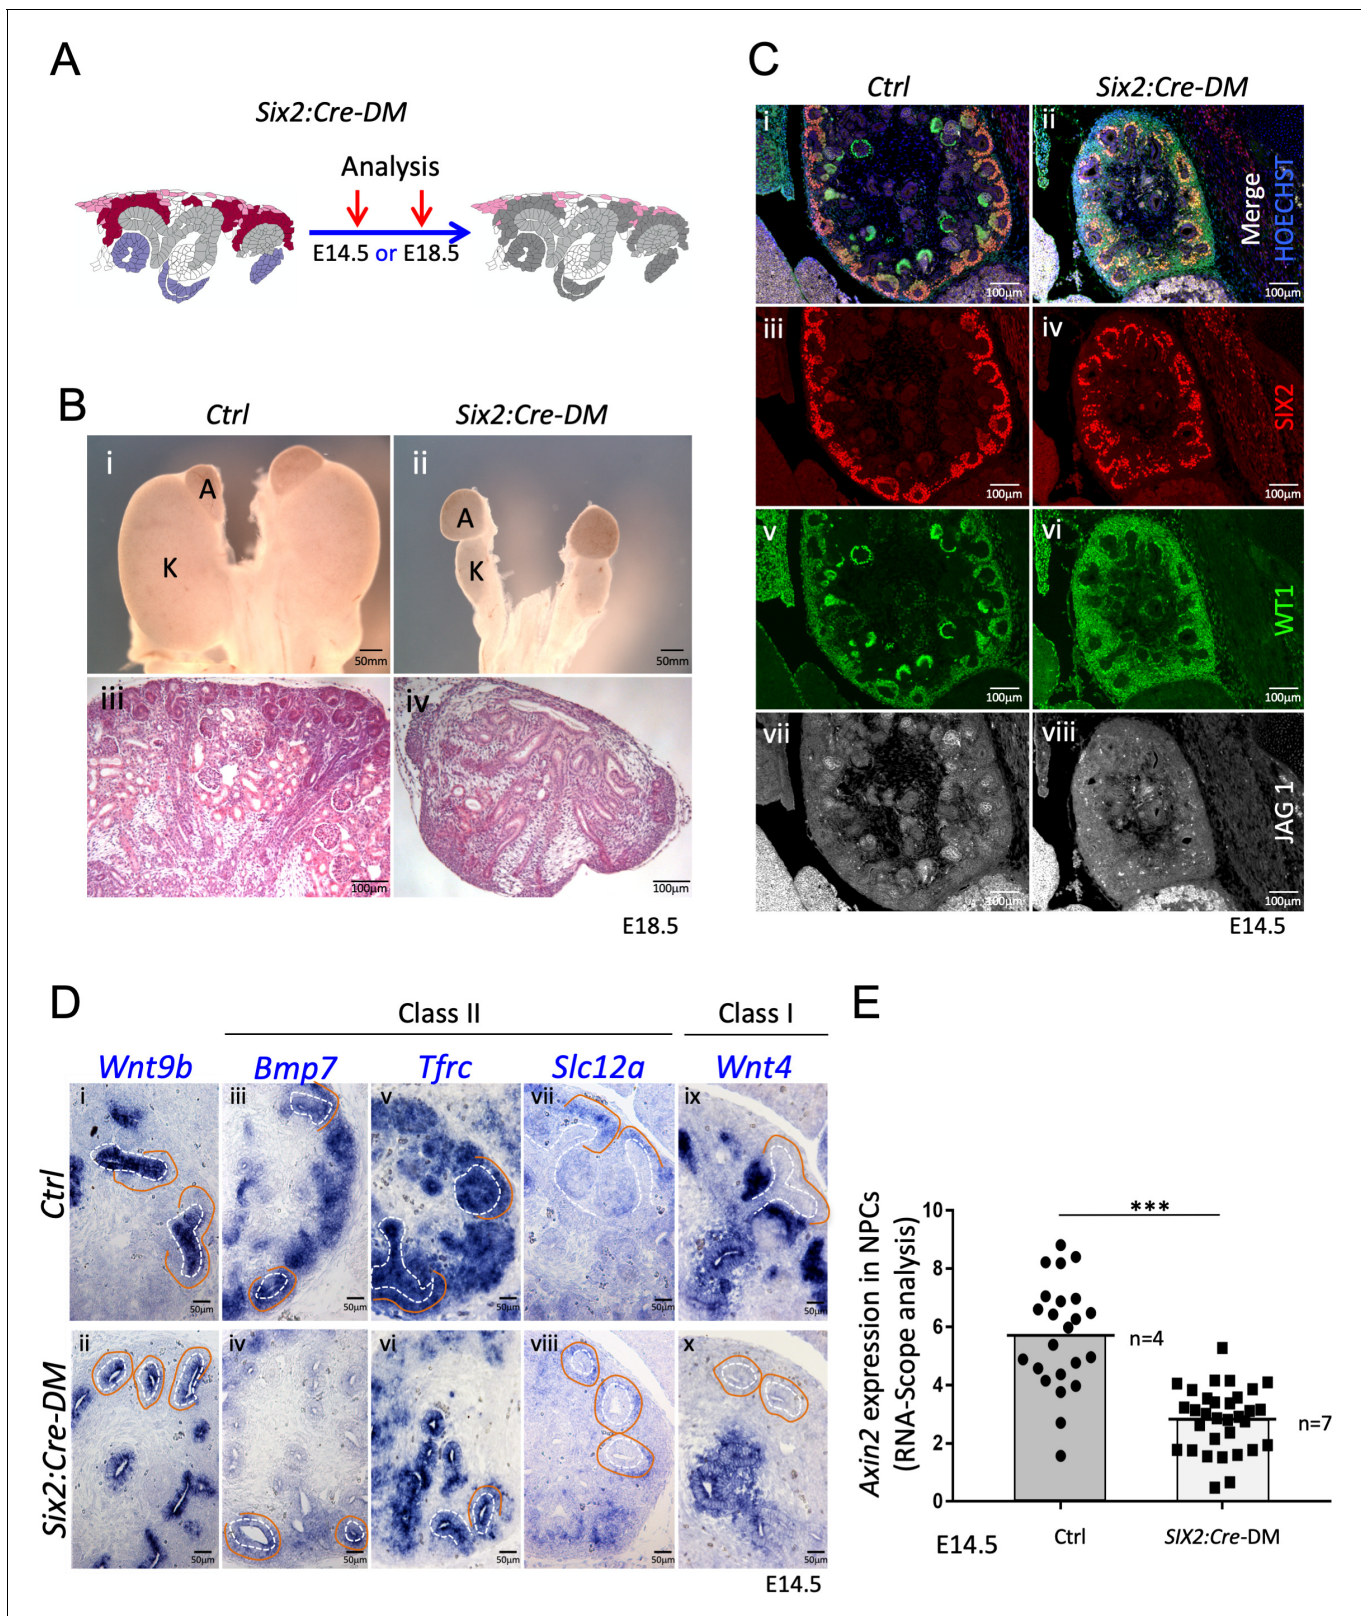 A
Six2:Cre-DM
Analysis
E14.5 or E18.5
B
Ctrl
Six2:Cre-DM
i
A
K
50mm
ii
A
K
50mm
iii
100µm
iv
100µm
E18.5
C
Ctrl
Six2:Cre-DM
i
100µm
ii
100µm
Merge
HOECHST
iii
100µm
iv
100µm
SIX2
v
100µm
vi
100µm
WT1
vii
100µm
viii
100µm
JAG 1
E14.5
D
Class II
Class I
Wnt9b
Bmp7
Tfrc
Slc12a
Wnt4
Ctrl
i
50µm
iii
50µm
v
50µm
vii
50µm
ix
50µm
Six2:Cre-DM
ii
50µm
iv
50µm
vi
50µm
viii
50µm
x
50µm
E14.5
E
Axin2 expression in NPCs
(RNA-Scope analysis)
10
8
6
4
2
0
***
n=4
n=7
E14.5
Ctrl
SIX2:Cre-DM